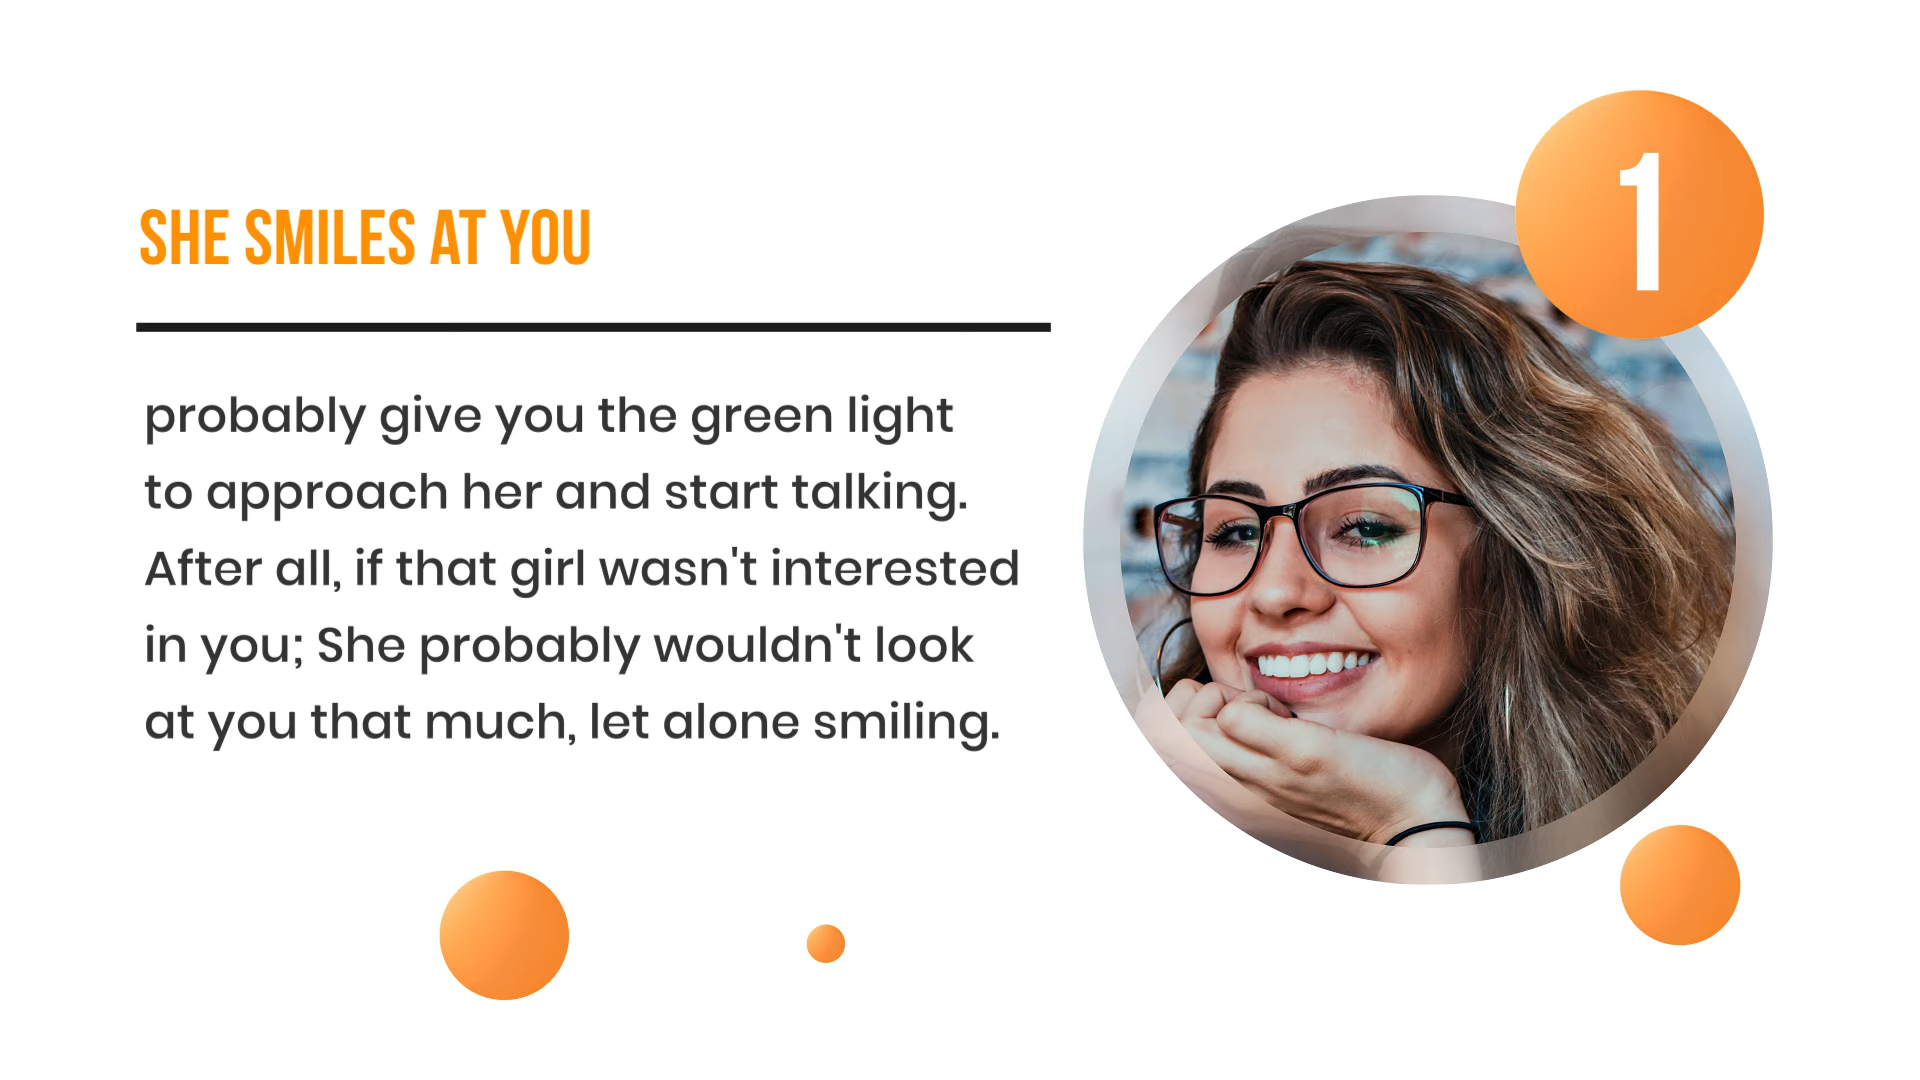 SHE SMILES AT YOU
1
probably give you the green light
to approach her and start talking.
After all, if that girl wasn't interested
in you; She probably wouldn't look
at you that much, let alone smiling.